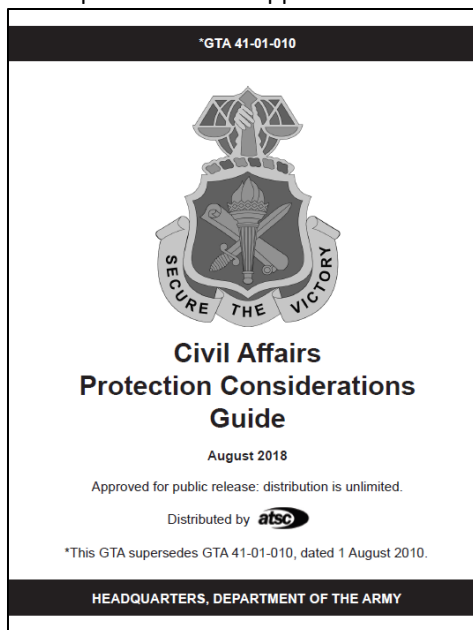 *GTA 41-01-010
SECURE THE VICTORY
Civil Affairs
Protection Considerations
Guide
August 2018
Approved for public release: distribution is unlimited.
Distributed by atsc
*This GTA supersedes GTA 41-01-010, dated 1 August 2010.
HEADQUARTERS, DEPARTMENT OF THE ARMY